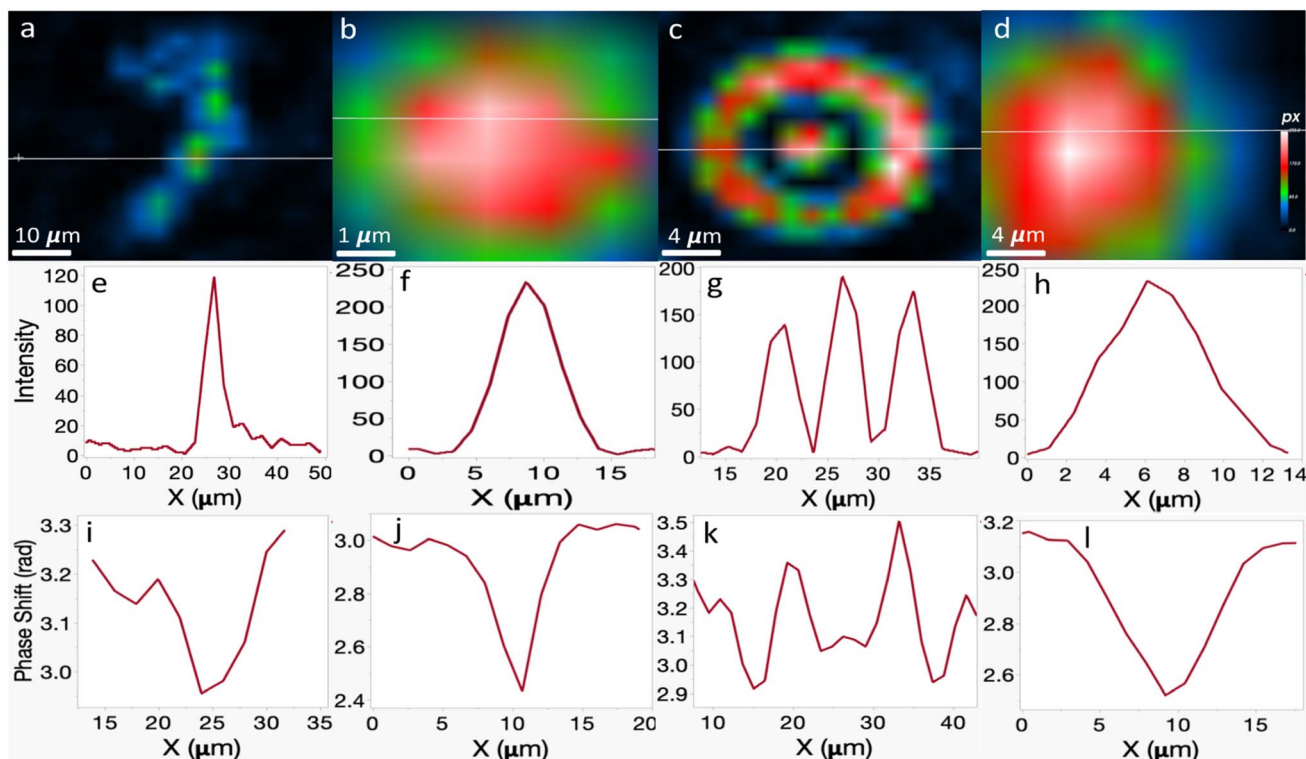 a b c d
px
10 µm 1 µm 4 µm 4 µm
e f g h
Intensity
120
100
80
60
40
20
0
0 10 20 30 40 50
X (µm)
250
200
150
100
50
0
0 5 10 15
X (µm)
200
150
100
50
0
15 20 25 30 35
X (µm)
250
200
150
100
50
0
0 2 4 6 8 10 12 14
X (µm)
i j k l
Phase Shift (rad)
3.3
3.2
3.1
3.0
15 20 25 30 35
X (µm)
3.0
2.8
2.6
2.4
0 5 10 15 20
X (µm)
3.5
3.4
3.3
3.2
3.1
3.0
2.9
10 20 30 40
X (µm)
3.2
3.0
2.8
2.6
0 5 10 15
X (µm)